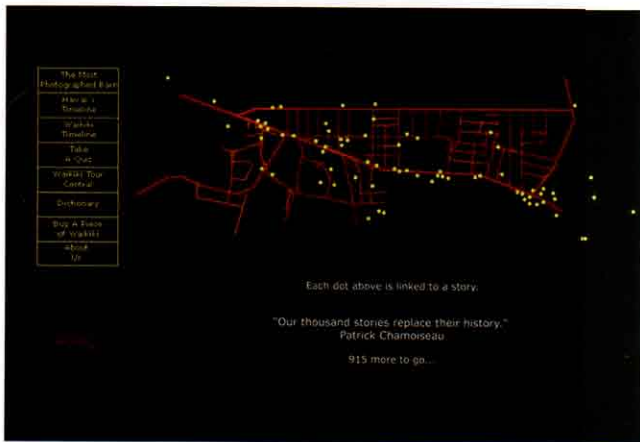 The Most
Photographed Barn
Hawai'i
Timeline
Waikiki
Timeline
Take
A Quiz
Waikiki Tour
Central
Dictionary
Buy A Piece
of Waikiki
About
Us
Each dot above is linked to a story.
"Our thousand stories replace their history."
Patrick Chamoiseau
915 more to go...